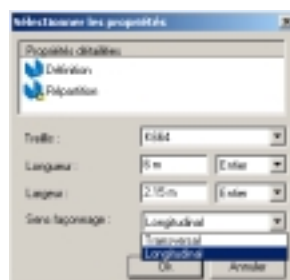 Sélectionner les propriétés
Propriétés détaillées
Définition
Répartition
Treillis :
Longueur : 6 m Entier
Largeur : 2.15 m Entier
Sens façonnage : Longitudinal
Transversal
Longitudinal
Ok Annuler